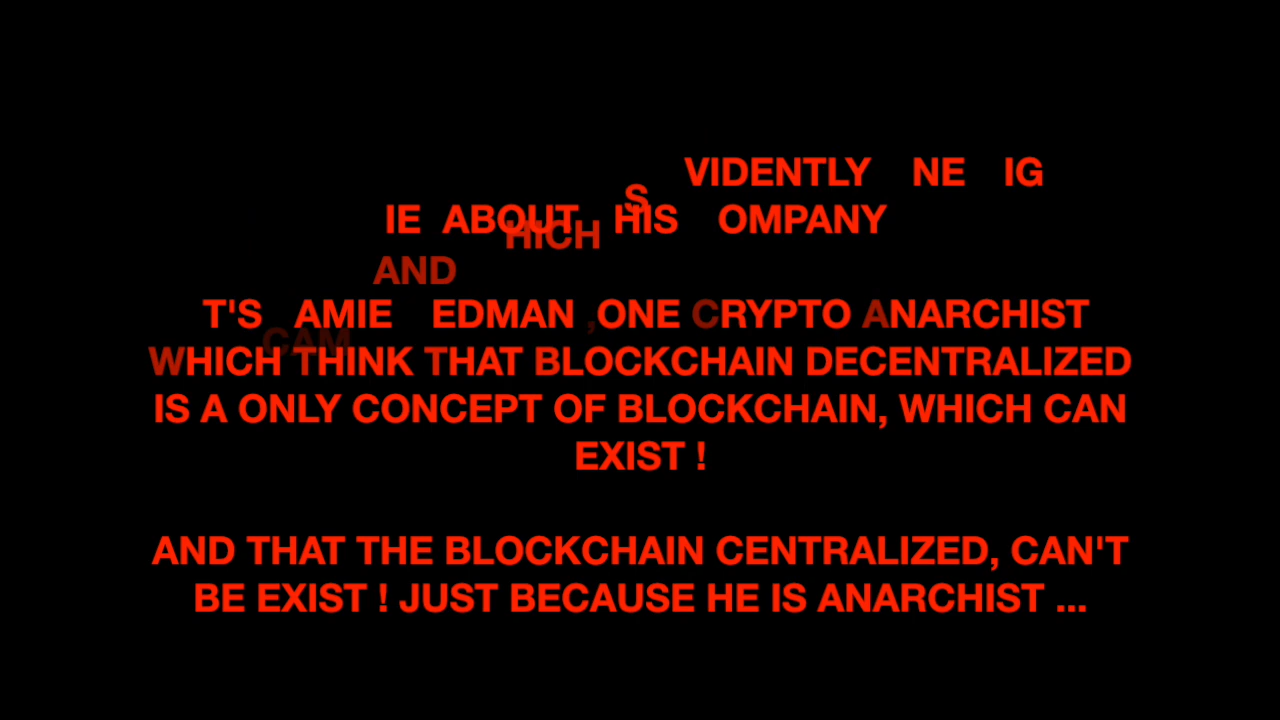 VIDENTLY NE IG
S
IE ABOUT HIS OMPANY
HICH
AND
T'S AMIE EDMAN ,ONE CRYPTO ANARCHIST
CAM
WHICH THINK THAT BLOCKCHAIN DECENTRALIZED
IS A ONLY CONCEPT OF BLOCKCHAIN, WHICH CAN
EXIST !
AND THAT THE BLOCKCHAIN CENTRALIZED, CAN'T
BE EXIST ! JUST BECAUSE HE IS ANARCHIST ...